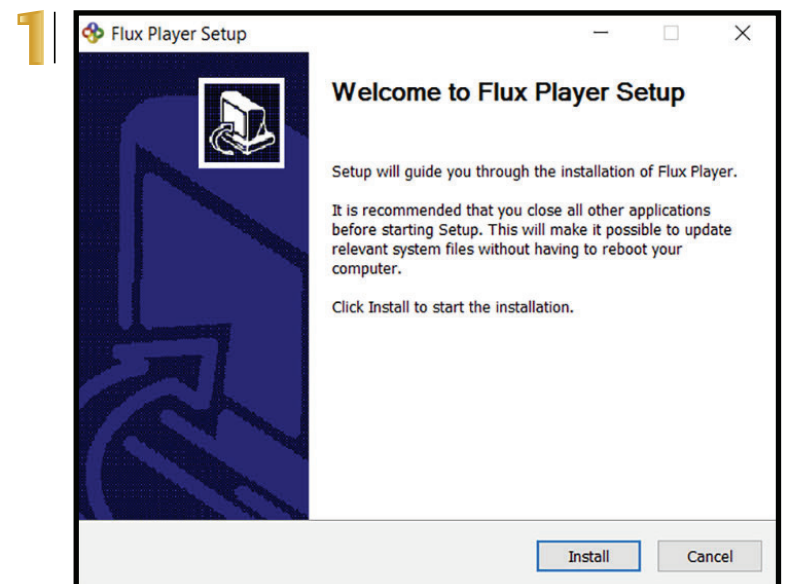 1
Flux Player Setup
Welcome to Flux Player Setup
Setup will guide you through the installation of Flux Player.
It is recommended that you close all other applications
before starting Setup. This will make it possible to update
relevant system files without having to reboot your
computer.
Click Install to start the installation.
Install Cancel